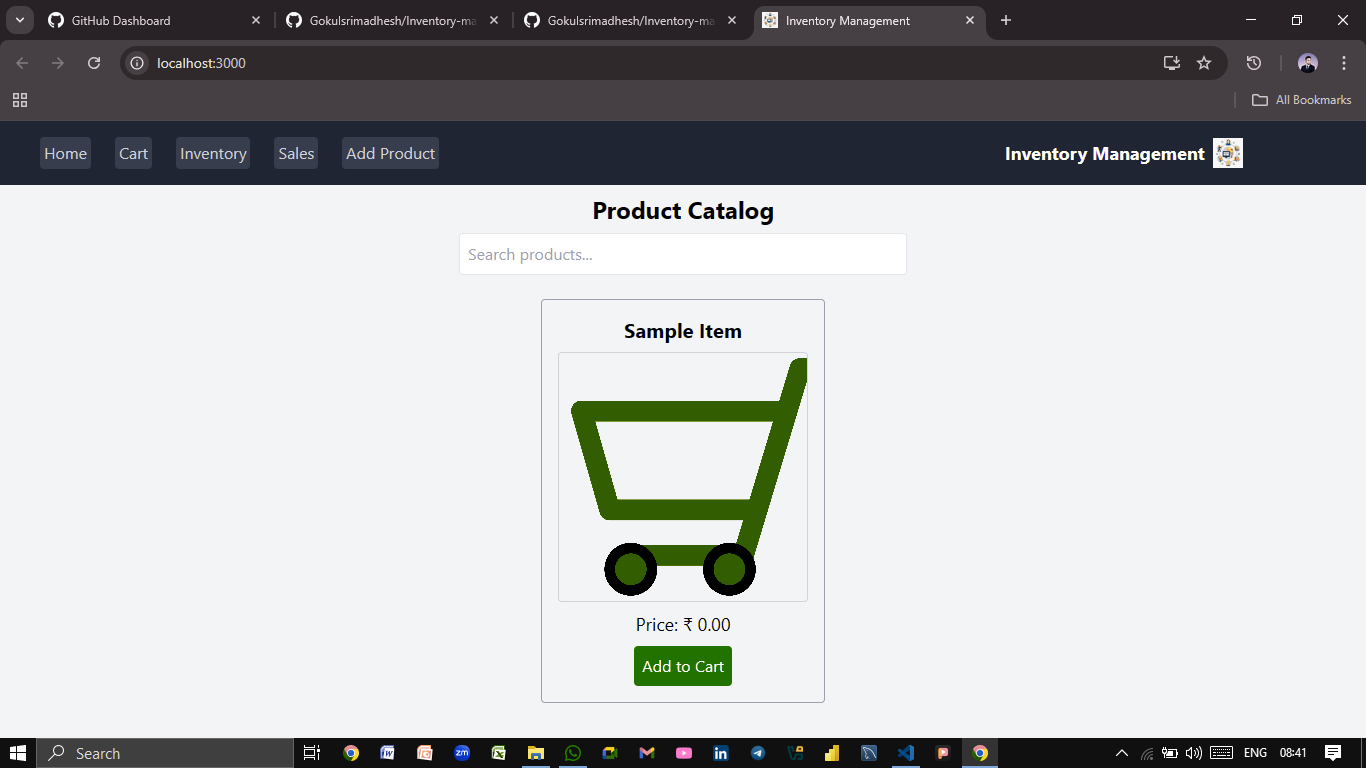 GitHub Dashboard
Gokulsrimadhesh/Inventory-ma
Gokulsrimadhesh/Inventory-ma
Inventory Management
localhost:3000
All Bookmarks
Home Cart Inventory Sales Add Product
Inventory Management
Product Catalog
Search products...
Sample Item
Price: ₹ 0.00
Add to Cart
Search
zm
ENG 08:41